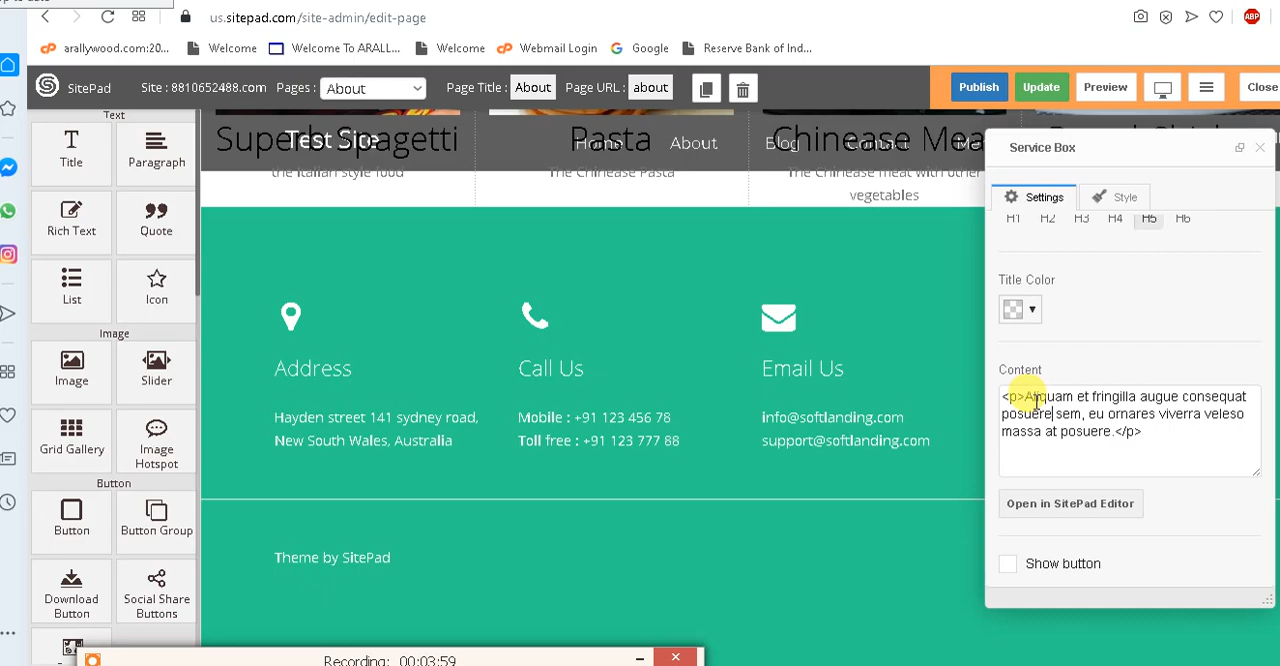 us.sitepad.com/site-admin/edit-page
ABP
arallywood.com:20... Welcome Welcome To ARALL... Welcome Webmail Login Google Reserve Bank of Ind...
SitePad Site : 8810652488.com Pages : About Page Title : About Page URL : about Publish Update Preview Close
Text
Title Paragraph
Rich Text Quote
List Icon
Image
Image Slider
Grid Gallery Image Hotspot
Button
Button Button Group
Download Button Social Share Buttons
Superb Spagetti Pasta Chinease Mea
Test Site Home About Blog Contact
the Italian style food The Chinease Pasta The Chinease meat with other
vegetables
Address Call Us Email Us
Hayden street 141 sydney road, Mobile : +91 123 456 78 info@softlanding.com
New South Wales, Australia Toll free : +91 123 777 88 support@softlanding.com
Theme by SitePad
Service Box
Settings Style
H1 H2 H3 H4 H5 H6
Title Color
Content
<p>Aliquam et fringilla augue consequat
posuere sem, eu ornares viverra veleso
massa at posuere.</p>
Open in SitePad Editor
Show button
Recording: 00:03:59